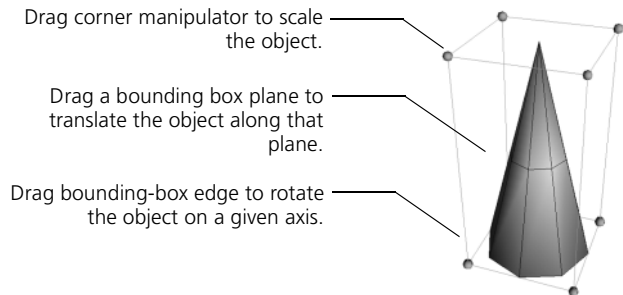 Drag corner manipulator to scale
the object.
Drag a bounding box plane to
translate the object along that
plane.
Drag bounding-box edge to rotate
the object on a given axis.